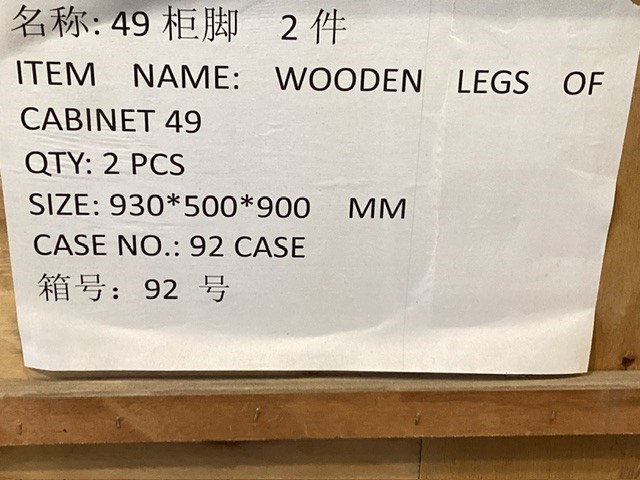 名称: 49 柜脚 2 件
ITEM NAME: WOODEN LEGS OF
CABINET 49
QTY: 2 PCS
SIZE: 930*500*900 MM
CASE NO.: 92 CASE
箱号：92 号